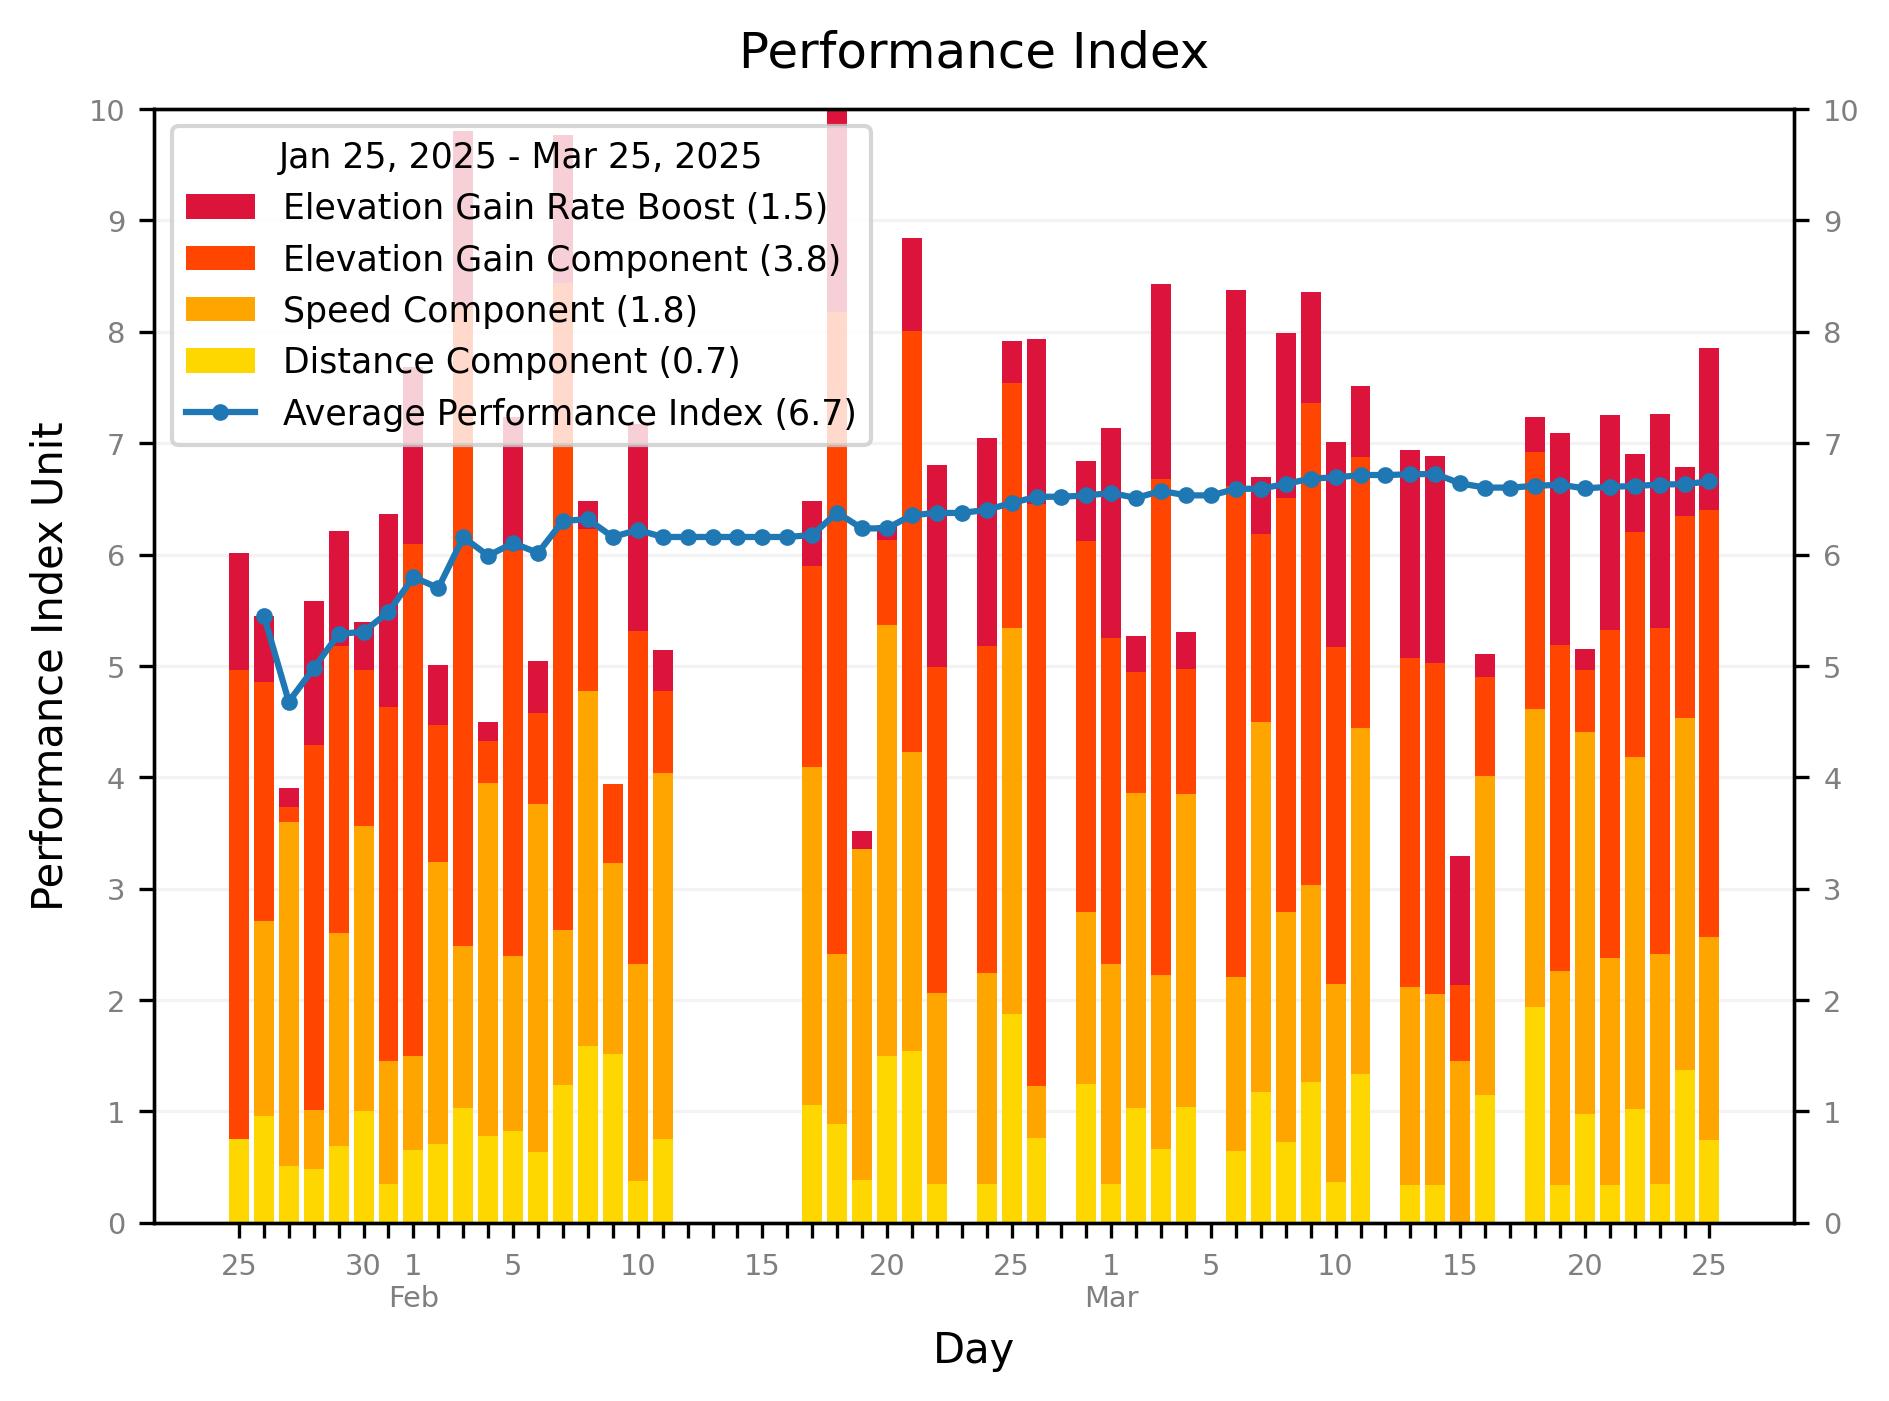 Performance Index
Jan 25, 2025 - Mar 25, 2025
Elevation Gain Rate Boost (1.5)
Elevation Gain Component (3.8)
Speed Component (1.8)
Distance Component (0.7)
Average Performance Index (6.7)
Performance Index Unit
10 10
9 9
8 8
7 7
6 6
5 5
4 4
3 3
2 2
1 1
0 0
25 30 1 5 10 15 20 25 1 5 10 15 20 25
Feb Mar
Day